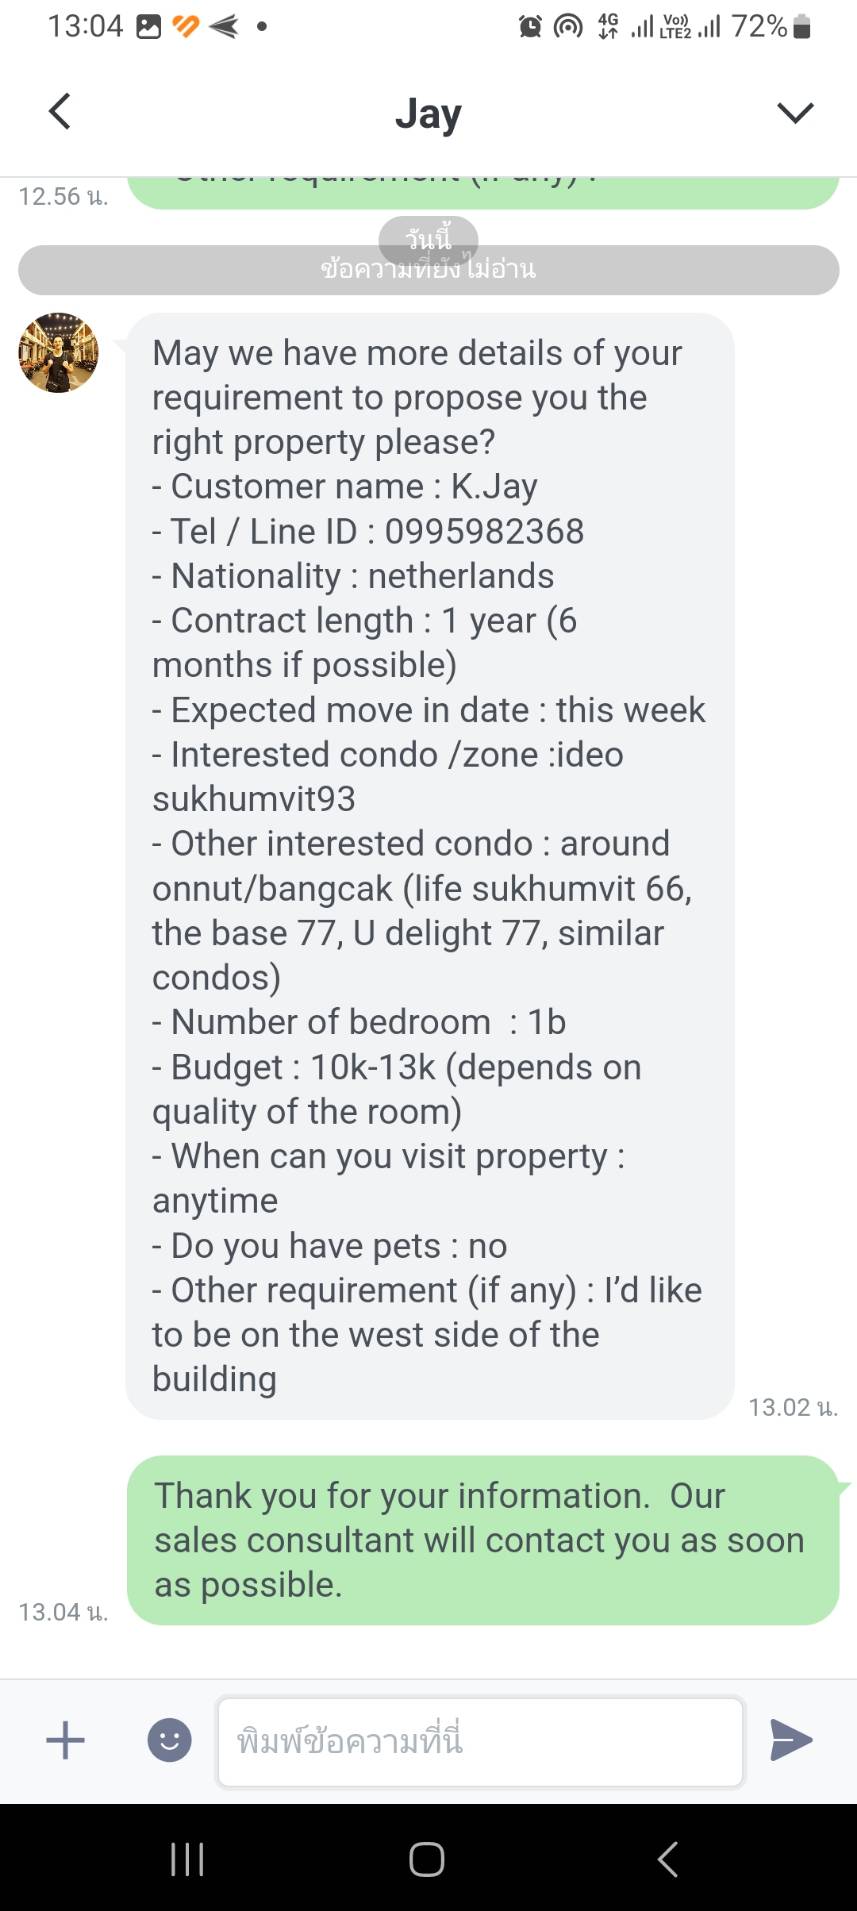 13:04
4G
Vo))
LTE2
72%
Jay
Other requirement (if any) :
12.56 น.
วันนี้
ข้อความที่ยังไม่อ่าน
May we have more details of your
requirement to propose you the
right property please?
- Customer name : K.Jay
- Tel / Line ID : 0995982368
- Nationality : netherlands
- Contract length : 1 year (6
months if possible)
- Expected move in date : this week
- Interested condo /zone :ideo
sukhumvit93
- Other interested condo : around
onnut/bangcak (life sukhumvit 66,
the base 77, U delight 77, similar
condos)
- Number of bedroom  : 1b
- Budget : 10k-13k (depends on
quality of the room)
- When can you visit property :
anytime
- Do you have pets : no
- Other requirement (if any) : I’d like
to be on the west side of the
building
13.02 น.
Thank you for your information.  Our
sales consultant will contact you as soon
as possible.
13.04 น.
พิมพ์ข้อความที่นี่